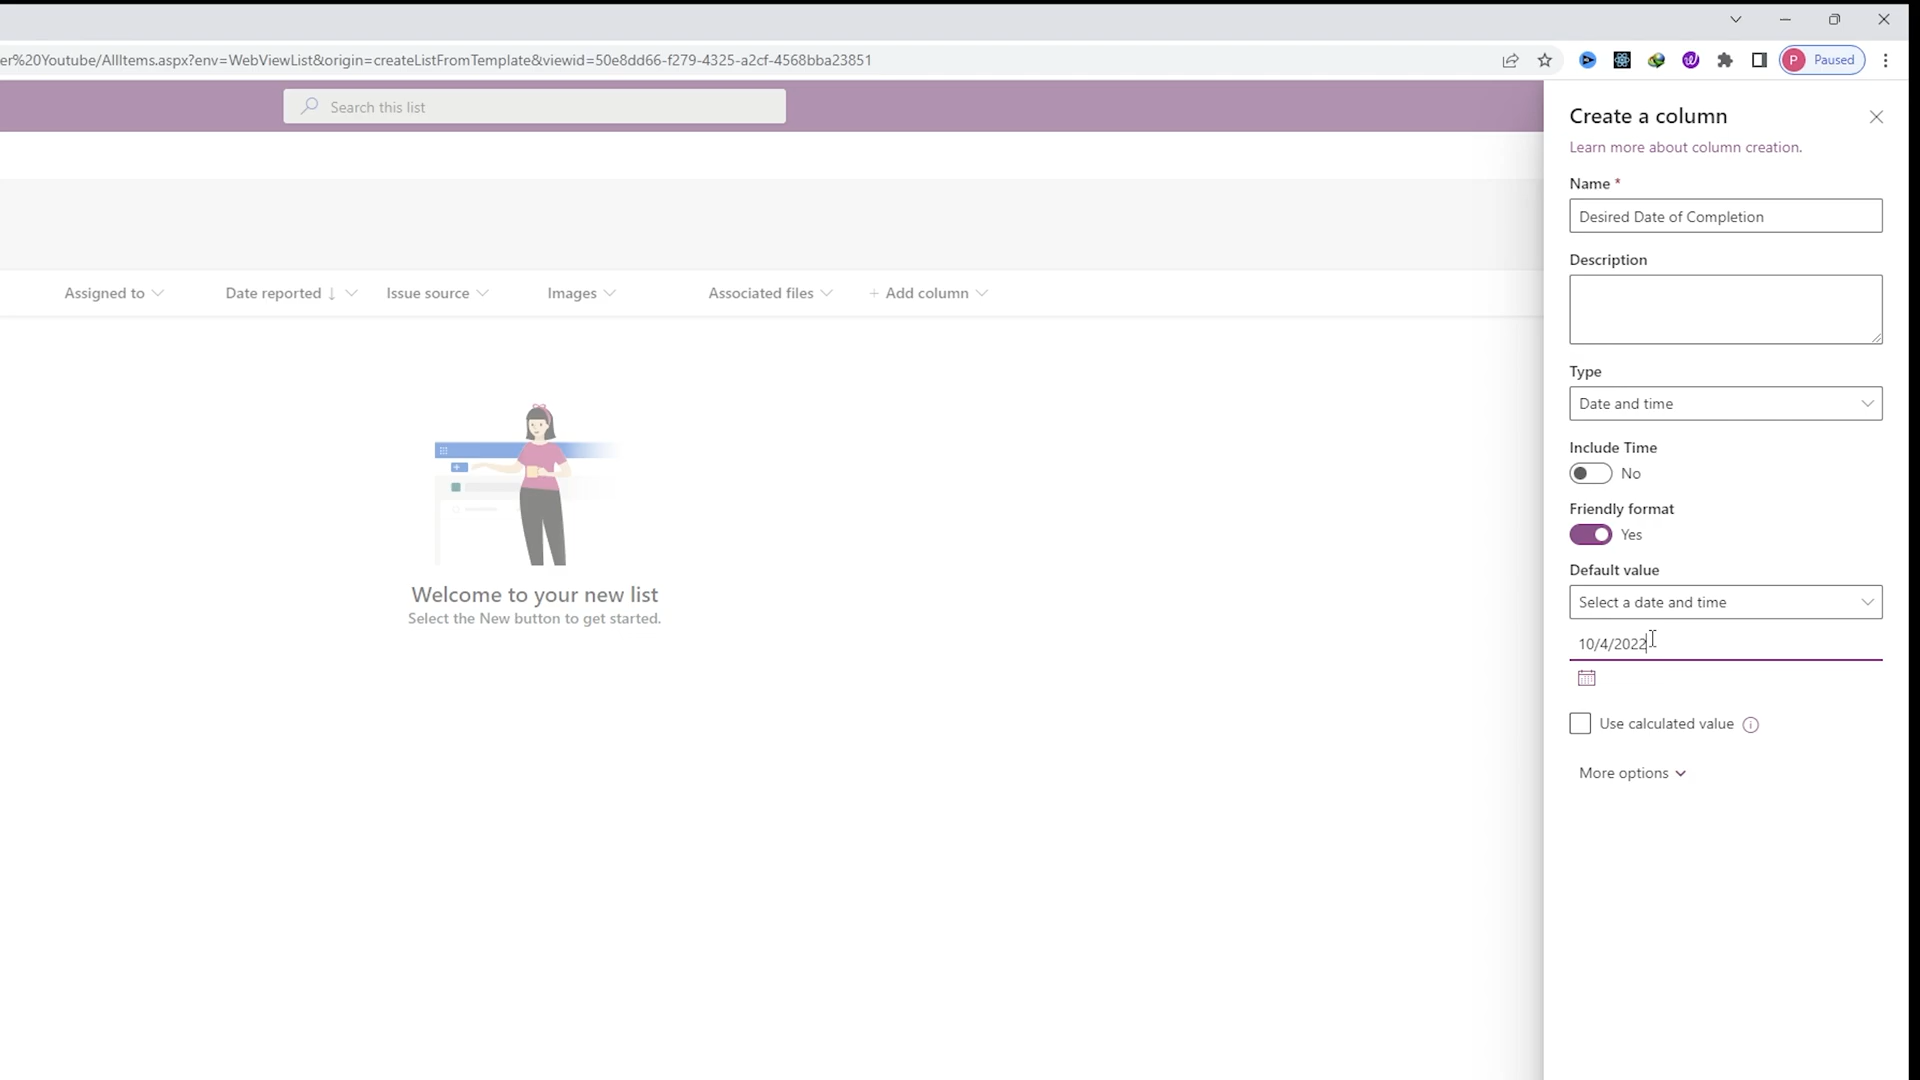 er%20Youtube/AllItems.aspx?env=WebViewList&origin=createListFromTemplate&viewid=50e8dd66-f279-4325-a2cf-4568bba23851
P Paused
Search this list
Assigned to
Date reported
Issue source
Images
Associated files
+ Add column
Welcome to your new list
Select the New button to get started.
Create a column
Learn more about column creation.
Name *
Desired Date of Completion
Description
Type
Date and time
Include Time
No
Friendly format
Yes
Default value
Select a date and time
10/4/2022
Use calculated value
More options